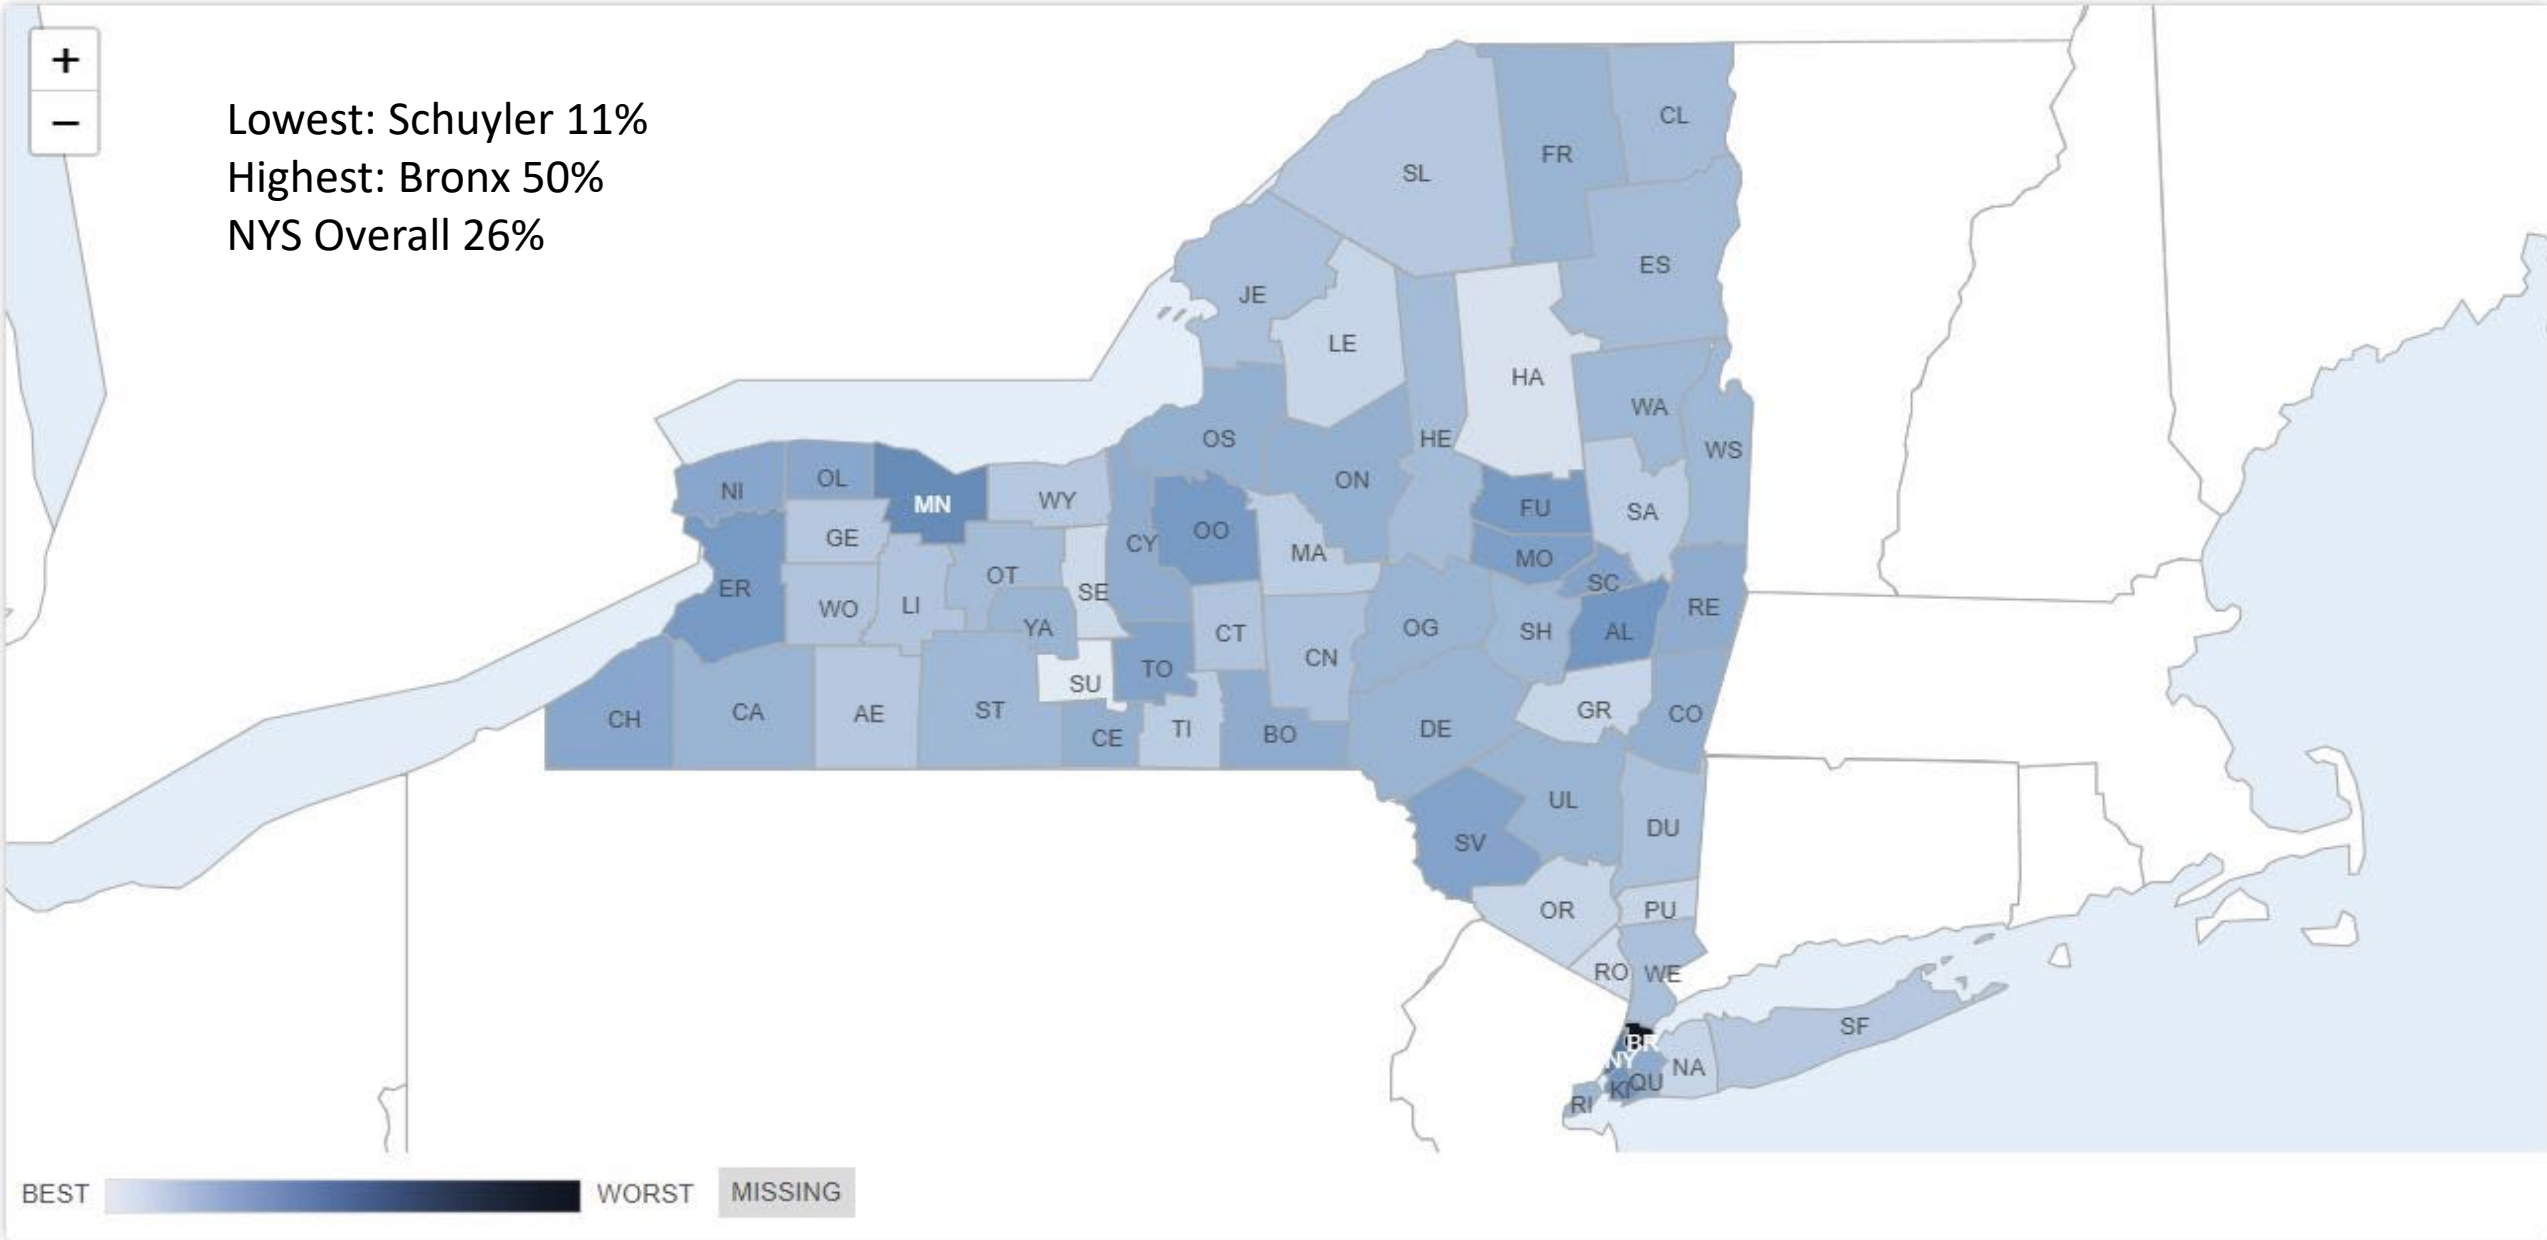 +
−
Lowest: Schuyler 11%
Highest: Bronx 50%
NYS Overall 26%
CL
FR
SL
ES
JE
LE
HA
WA
OS
HE
WS
ON
OL
NI
MN
WY
FU
SA
OO
GE
CY
MA
MO
OT
SC
ER
SE
WO
LI
RE
YA
CT
OG
SH
AL
CN
TO
SU
CH
CA
AE
ST
GR
CO
CE
TI
BO
DE
UL
DU
SV
OR
PU
RO
WE
SF
BR
NY
NA
QU
KI
RI
BEST
WORST
MISSING